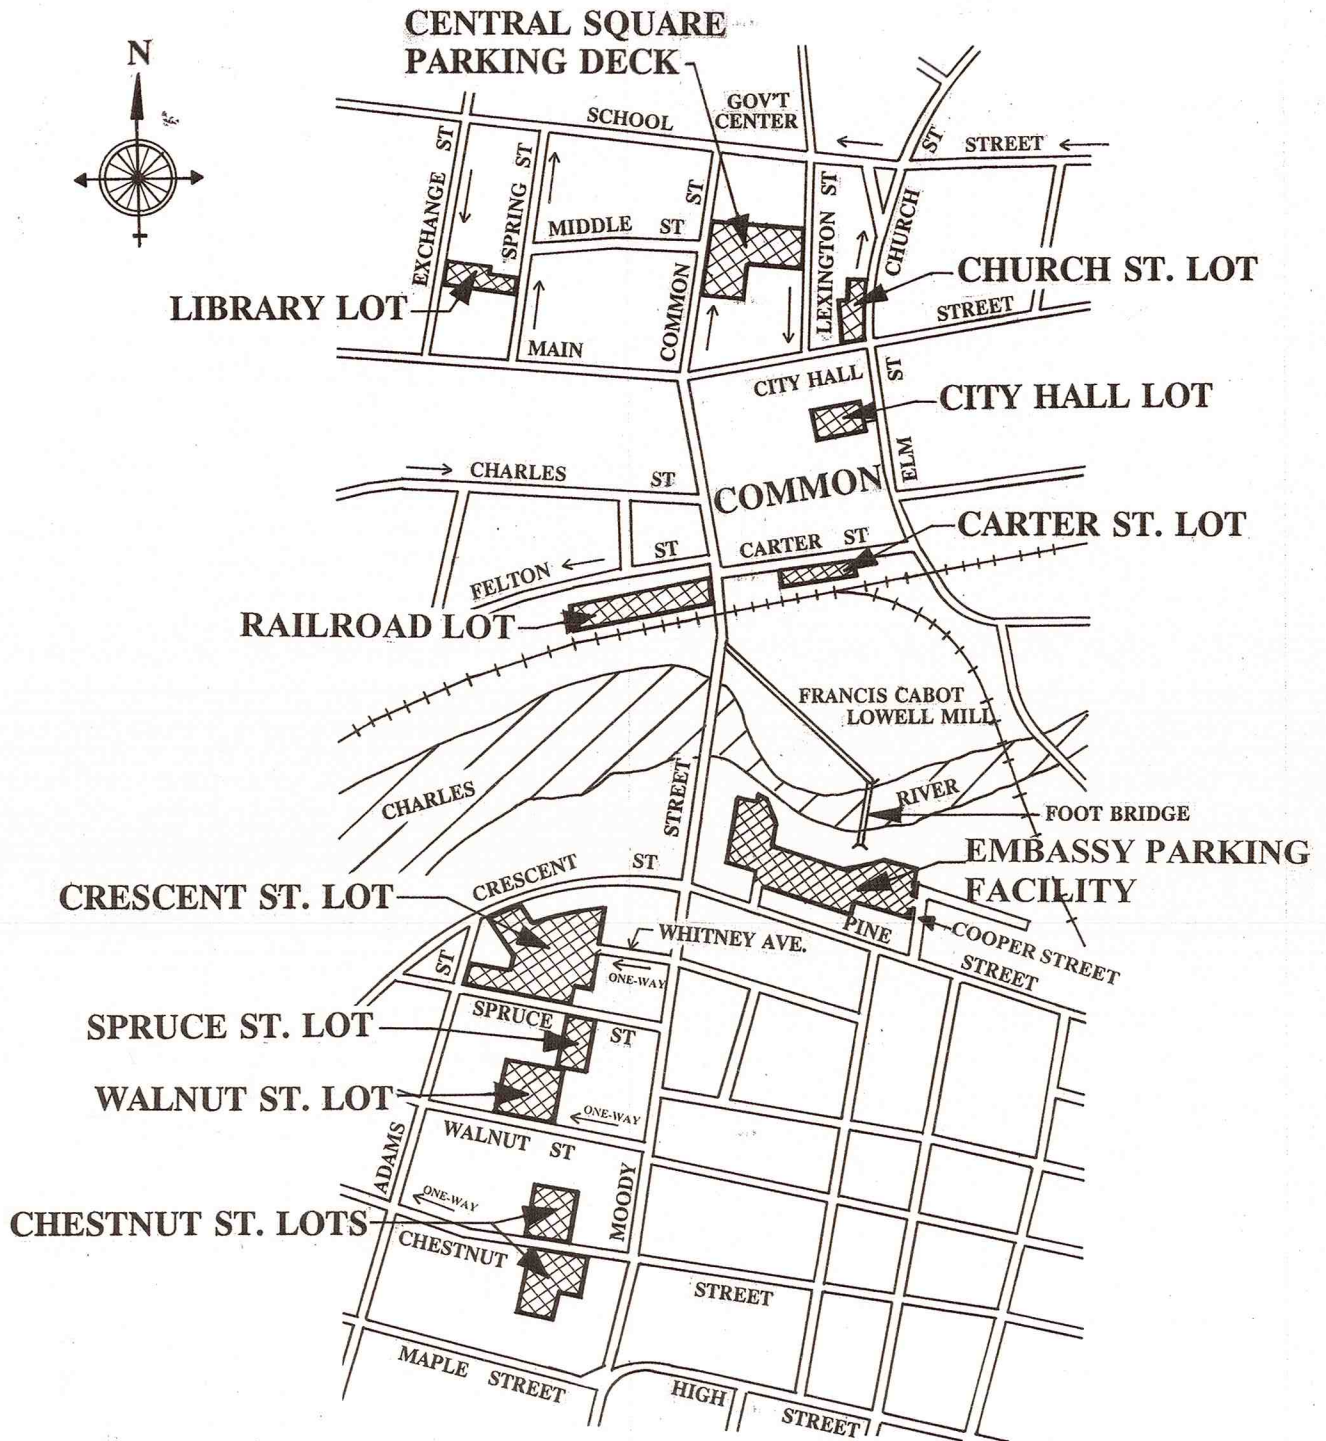 CENTRAL SQUARE
PARKING DECK
N
GOV'T
CENTER
SCHOOL
STREET
ST
EXCHANGE ST
SPRING ST
MIDDLE ST
COMMON ST
LEXINGTON ST
CHURCH
CHURCH ST. LOT
LIBRARY LOT
STREET
MAIN
CITY HALL
ST
CITY HALL LOT
ELM
CHARLES ST
COMMON
CARTER ST. LOT
CARTER ST
FELTON ST
RAILROAD LOT
FRANCIS CABOT
LOWELL MILL
CHARLES
RIVER
STREET
FOOT BRIDGE
EMBASSY PARKING
FACILITY
CRESCENT ST
CRESCENT ST. LOT
PINE
COOPER STREET
STREET
WHITNEY AVE.
ONE-WAY
ST
SPRUCE ST
SPRUCE ST. LOT
WALNUT ST. LOT
ONE-WAY
WALNUT ST
ADAMS
MOODY
ONE-WAY
CHESTNUT ST. LOTS
CHESTNUT
STREET
MAPLE STREET
HIGH
STREET